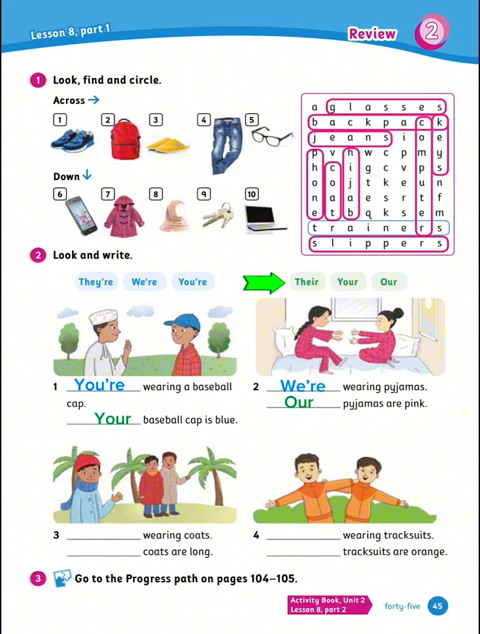 Lesson 8, part 1
Review 2
1 Look, find and circle.
Across
1 2 3 4 5
Down
6 7 8 9 10
a g l a s s e s
b a c k p a c k
j e a n s i o e
p v h w c p m y
h c i g c v p s
o o j t k e u n
n a a e s r t f
e t b q k s e m
t r a i n e r s
s l i p p e r s
2 Look and write.
They're We're You're Their Your Our
1 You're wearing a baseball
cap.
Your baseball cap is blue.
2 We're wearing pyjamas.
Our pyjamas are pink.
3 __________ wearing coats.
__________ coats are long.
4 __________ wearing tracksuits.
__________ tracksuits are orange.
3 Go to the Progress path on pages 104–105.
Activity Book, Unit 2
Lesson 8, part 2
forty-five 45